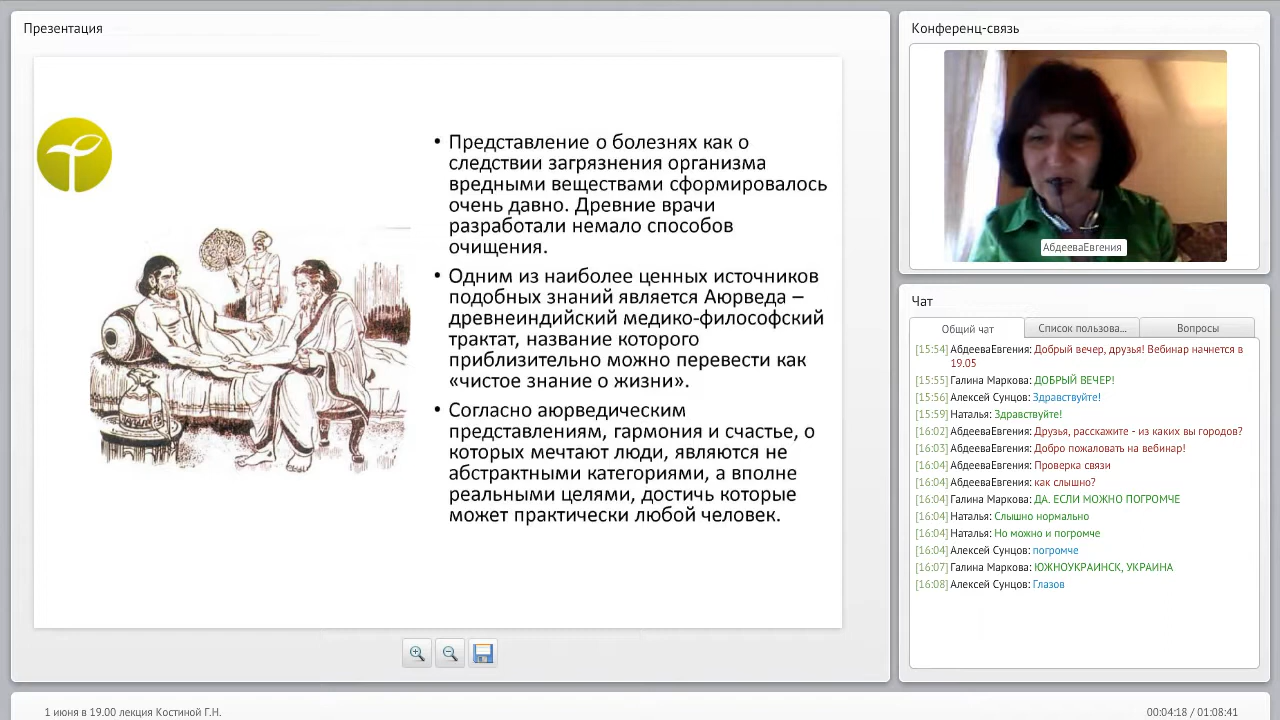 Презентация
• Представление о болезнях как о
следствии загрязнения организма
вредными веществами сформировалось
очень давно. Древние врачи
разработали немало способов
очищения.
• Одним из наиболее ценных источников
подобных знаний является Аюрведа –
древнеиндийский медико-философский
трактат, название которого
приблизительно можно перевести как
«чистое знание о жизни».
• Согласно аюрведическим
представлениям, гармония и счастье, о
которых мечтают люди, являются не
абстрактными категориями, а вполне
реальными целями, достичь которые
может практически любой человек.
Конференц-связь
АбдееваЕвгения
Чат
Общий чат
Список пользова...
Вопросы
[15:54] АбдееваЕвгения: Добрый вечер, друзья! Вебинар начнется в
19.05
[15:55] Галина Маркова: ДОБРЫЙ ВЕЧЕР!
[15:56] Алексей Сунцов: Здравствуйте!
[15:59] Наталья: Здравствуйте!
[16:02] АбдееваЕвгения: Друзья, расскажите - из каких вы городов?
[16:03] АбдееваЕвгения: Добро пожаловать на вебинар!
[16:04] АбдееваЕвгения: Проверка связи
[16:04] АбдееваЕвгения: как слышно?
[16:04] Галина Маркова: ДА. ЕСЛИ МОЖНО ПОГРОМЧЕ
[16:04] Наталья: Слышно нормально
[16:04] Наталья: Но можно и погромче
[16:04] Алексей Сунцов: погромче
[16:07] Галина Маркова: ЮЖНОУКРАИНСК, УКРАИНА
[16:08] Алексей Сунцов: Глазов
1 июня в 19.00 лекция Костиной Г.Н.
00:04:18 / 01:08:41